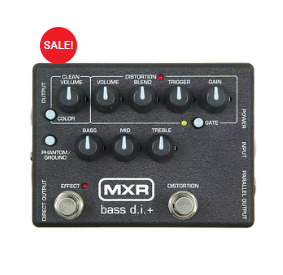 SALE!
CLEAN VOLUME
DISTORTION
VOLUME BLEND TRIGGER GAIN
OUTPUT
COLOR
GATE
POWER
BASS MID TREBLE
PHANTOM/
GROUND
INPUT
DIRECT OUTPUT
PARALLEL OUTPUT
EFFECT
MXR
DISTORTION
bass d.i.+